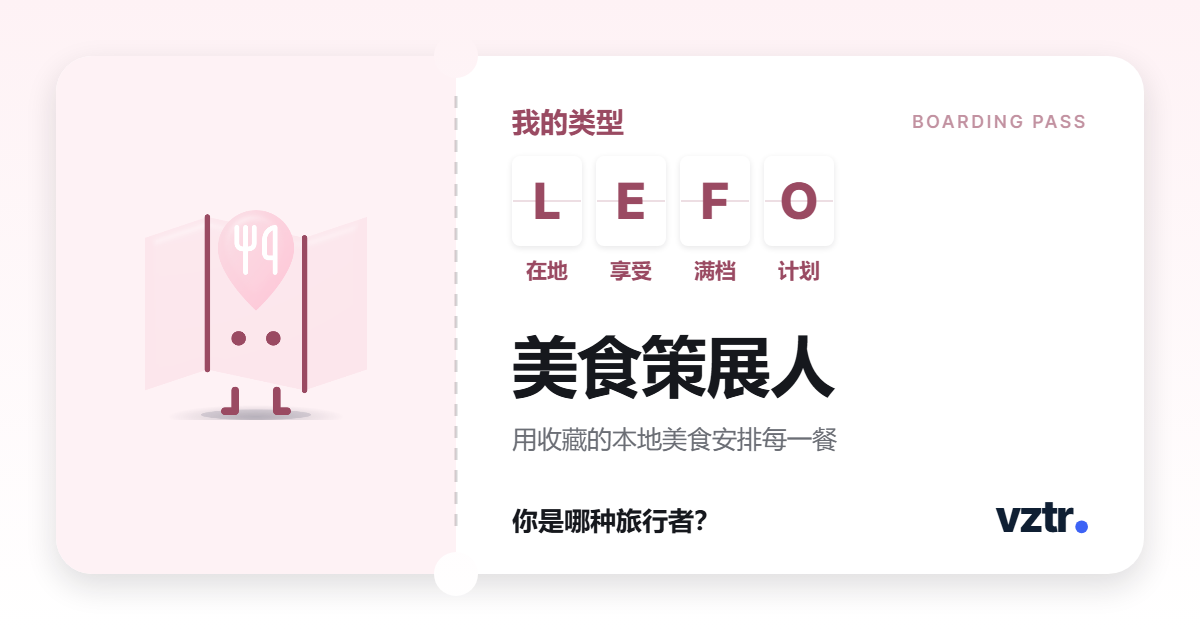 我的类型
BOARDING PASS
L E F O
在地 享受 满档 计划
美食策展人
用收藏的本地美食安排每一餐
你是哪种旅行者?
vztr.